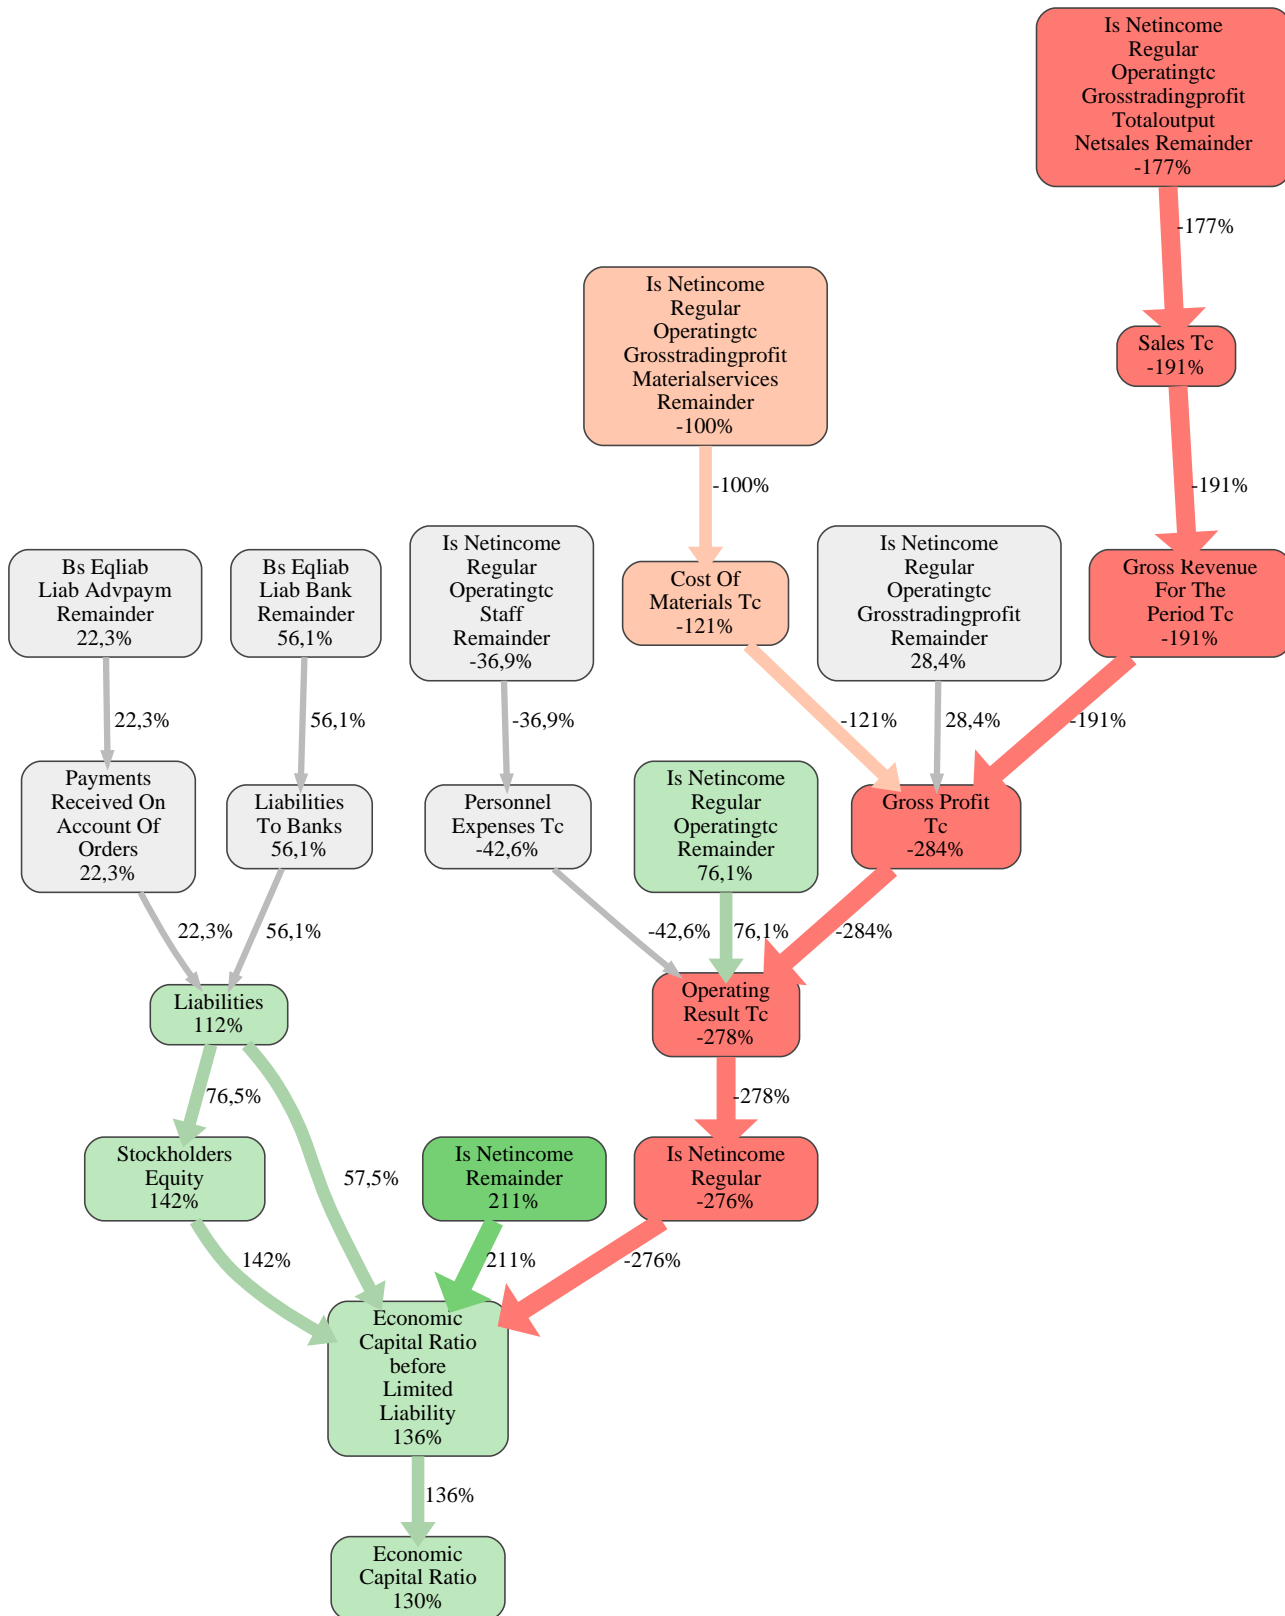 Is Netincome
Regular
Operatingtc
Grosstradingprofit
Totaloutput
Netsales Remainder
-177%
-177%
Is Netincome
Regular
Operatingtc
Grosstradingprofit
Materialservices
Remainder
-100%
Sales Tc
-191%
-100%
-191%
Bs Eqliab
Liab Advpaym
Remainder
22,3%
Bs Eqliab
Liab Bank
Remainder
56,1%
Is Netincome
Regular
Operatingtc
Staff
Remainder
-36,9%
Cost Of
Materials Tc
-121%
Is Netincome
Regular
Operatingtc
Grosstradingprofit
Remainder
28,4%
Gross Revenue
For The
Period Tc
-191%
22,3%
56,1%
-36,9%
-121%
28,4%
-191%
Payments
Received On
Account Of
Orders
22,3%
Liabilities
To Banks
56,1%
Personnel
Expenses Tc
-42,6%
Is Netincome
Regular
Operatingtc
Remainder
76,1%
Gross Profit
Tc
-284%
22,3%
56,1%
-42,6%
76,1%
-284%
Liabilities
112%
Operating
Result Tc
-278%
76,5%
-278%
Stockholders
Equity
142%
57,5%
Is Netincome
Remainder
211%
Is Netincome
Regular
-276%
142%
211%
-276%
Economic
Capital Ratio
before
Limited
Liability
136%
136%
Economic
Capital Ratio
130%